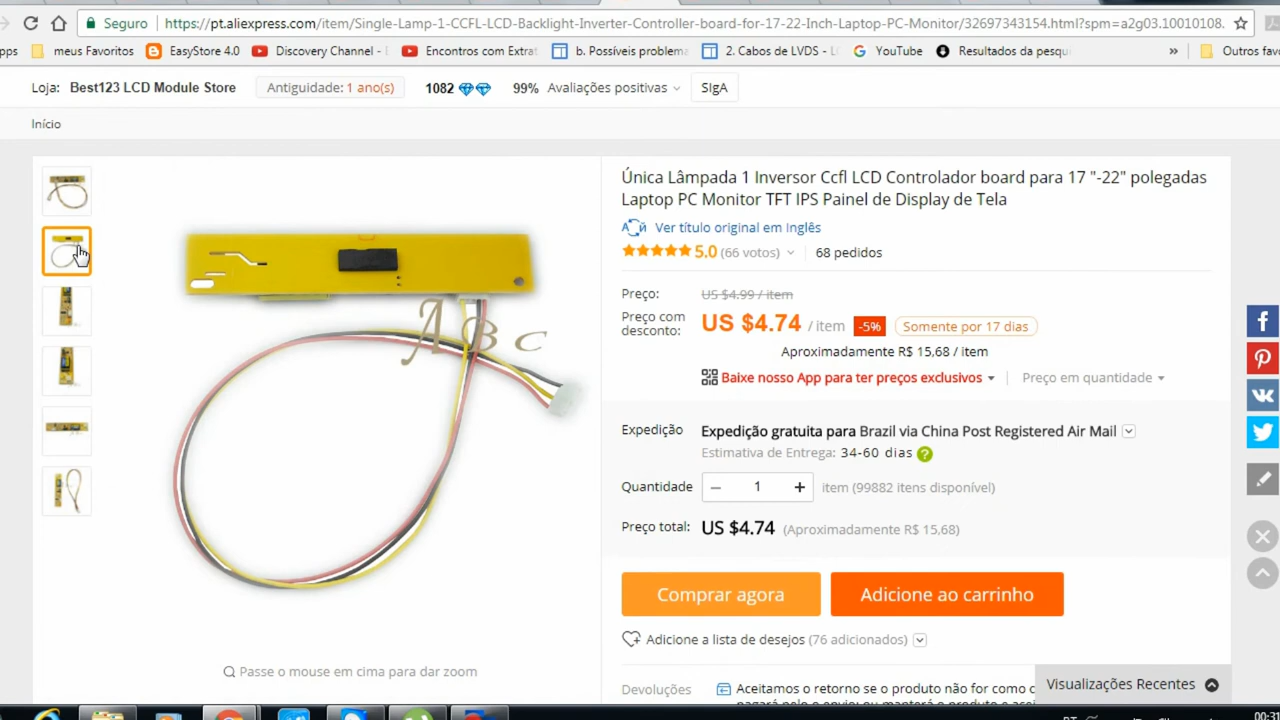 Seguro | https://pt.aliexpress.com/item/Single-Lamp-1-CCFL-LCD-Backlight-Inverter-Controller-board-for-17-22-Inch-Laptop-PC-Monitor/32697343154.html?spm=a2g03.10010108.
meus Favoritos EasyStore 4.0 Discovery Channel - Encontros com Extrat b. Possíveis problema 2. Cabos de LVDS - L YouTube Resultados da pesqu » Outros favo
Loja: Best123 LCD Module Store Antiguidade: 1 ano(s) 1082 99% Avaliações positivas SIgA
Início
Única Lâmpada 1 Inversor Ccfl LCD Controlador board para 17 "-22" polegadas
Laptop PC Monitor TFT IPS Painel de Display de Tela
Ver título original em Inglês
5.0 (66 votos) 68 pedidos
Preço: US $4.99 / item
Preço com desconto: US $4.74 / item -5% Somente por 17 dias
Aproximadamente R$ 15,68 / item
Baixe nosso App para ter preços exclusivos | Preço em quantidade
A B c
Expedição Expedição gratuita para Brazil via China Post Registered Air Mail
Estimativa de Entrega: 34-60 dias ?
Quantidade − 1 + item (99882 itens disponível)
Preço total: US $4.74 (Aproximadamente R$ 15,68)
Comprar agora Adicione ao carrinho
Adicione a lista de desejos (76 adicionados)
Passe o mouse em cima para dar zoom
Visualizações Recentes
Devoluções Aceitamos o retorno se o produto não for como